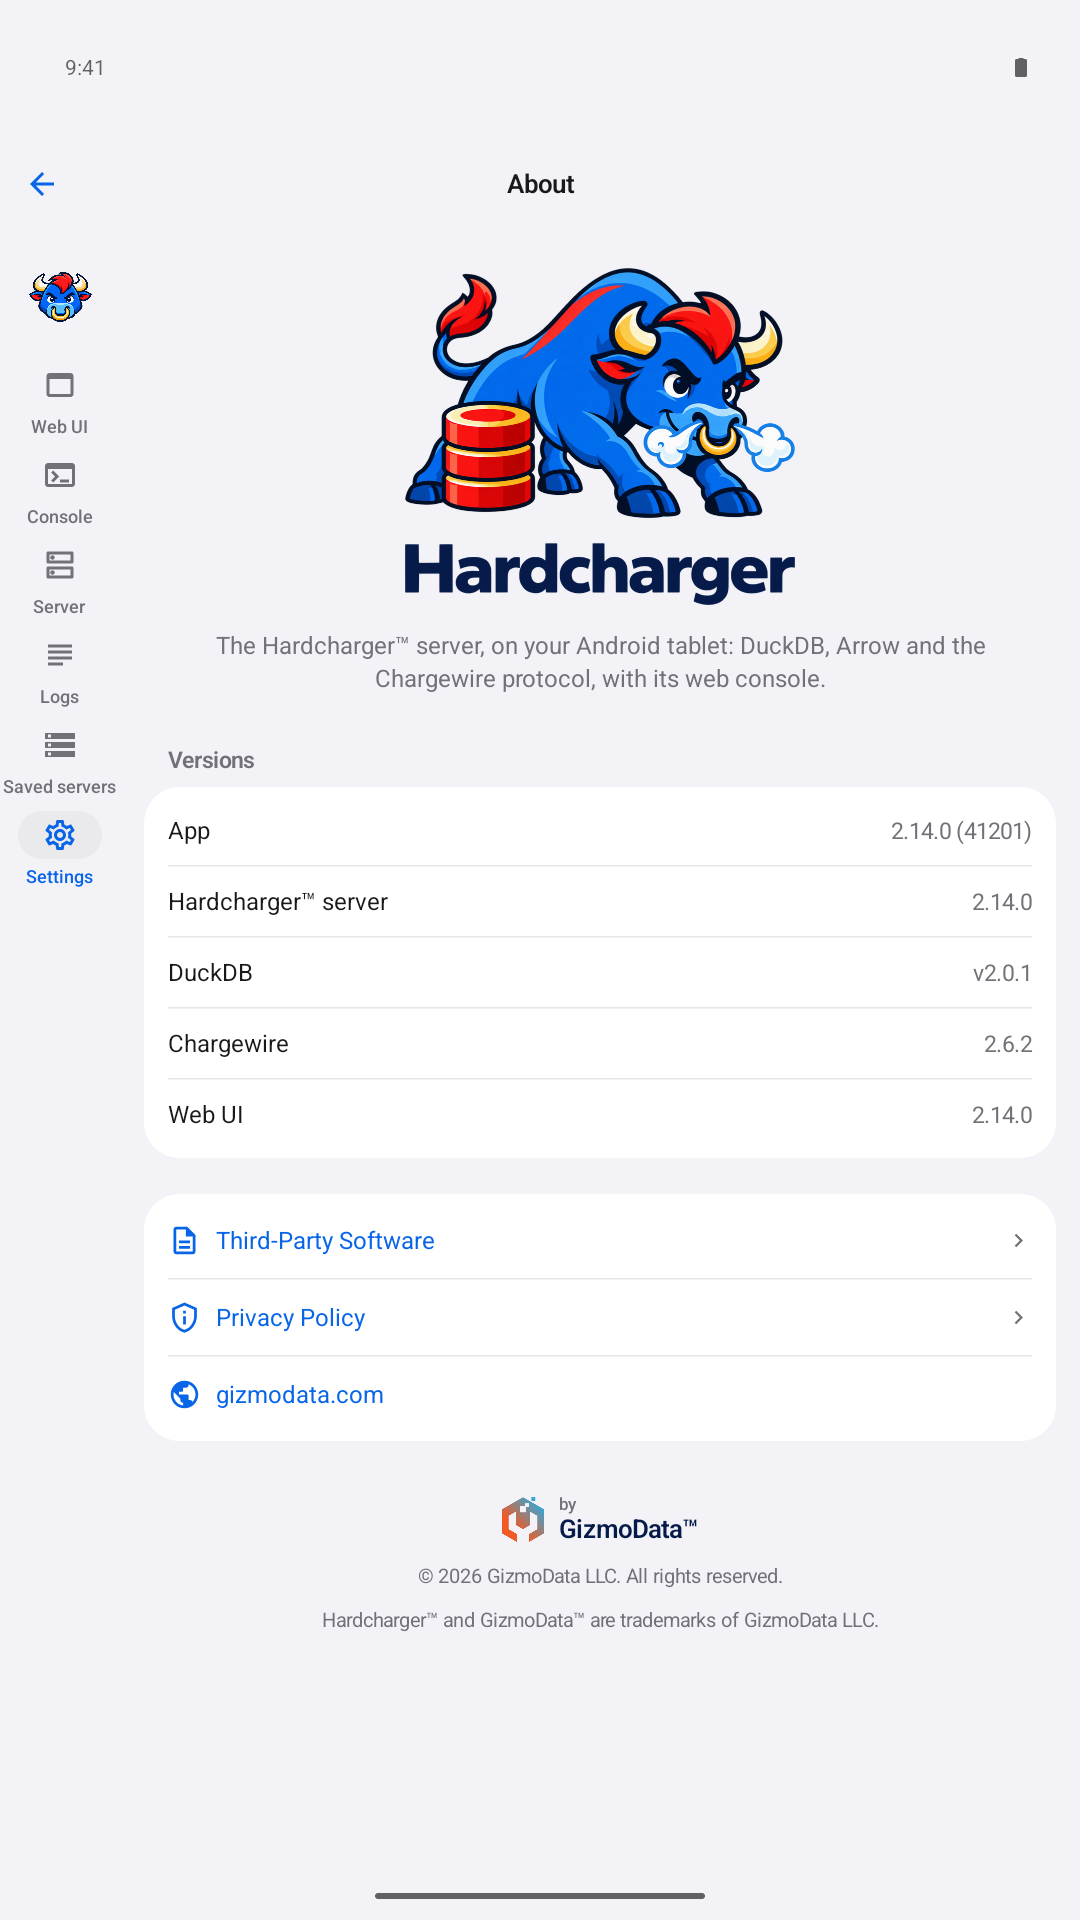 9:41
About
Web UI
Console
Server
Logs
Saved servers
Settings
Hardcharger
The Hardcharger™ server, on your Android tablet: DuckDB, Arrow and the
Chargewire protocol, with its web console.
Versions
App 2.14.0 (41201)
Hardcharger™ server 2.14.0
DuckDB v2.0.1
Chargewire 2.6.2
Web UI 2.14.0
Third-Party Software
Privacy Policy
gizmodata.com
by
GizmoData™
© 2026 GizmoData LLC. All rights reserved.
Hardcharger™ and GizmoData™ are trademarks of GizmoData LLC.